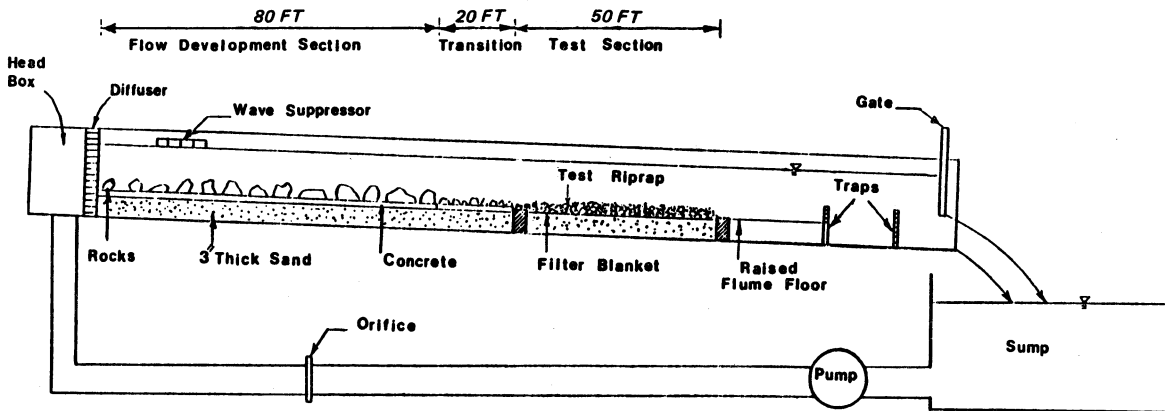 80 FT
20 FT
50 FT
Flow Development Section
Transition
Test Section
Head
Box
Diffuser
Wave Suppressor
Gate
Test Riprap
Traps
Rocks
3" Thick Sand
Concrete
Filter Blanket
Raised
Flume Floor
Orifice
Pump
Sump